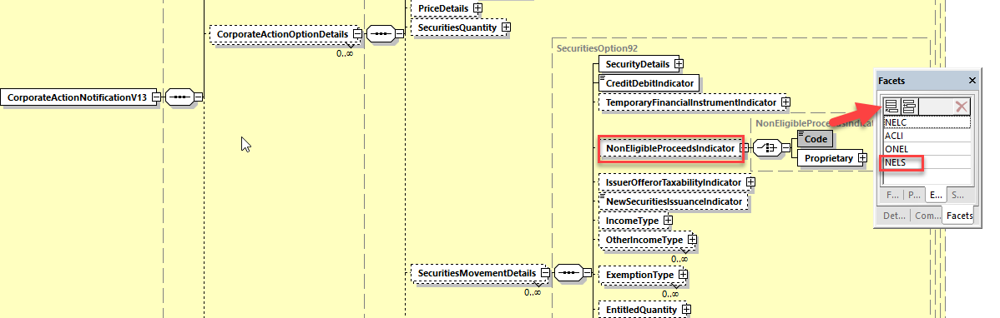 PriceDetails
SecuritiesQuantity
CorporateActionOptionDetails
0..∞
SecuritiesOption92
SecurityDetails
CreditDebitIndicator
TemporaryFinancialInstrumentIndicator
CorporateActionNotificationV13
NonEligibleProceedsIndica
NonEligibleProceedsIndicator
Code
Proprietary
IssuerOfferorTaxabilityIndicator
NewSecuritiesIssuanceIndicator
IncomeType
OtherIncomeType
0..∞
SecuritiesMovementDetails
0..∞
ExemptionType
0..∞
EntitledQuantity
Facets
NELC
ACLI
ONEL
NELS
F... P... E... S...
Det... Com... Facets